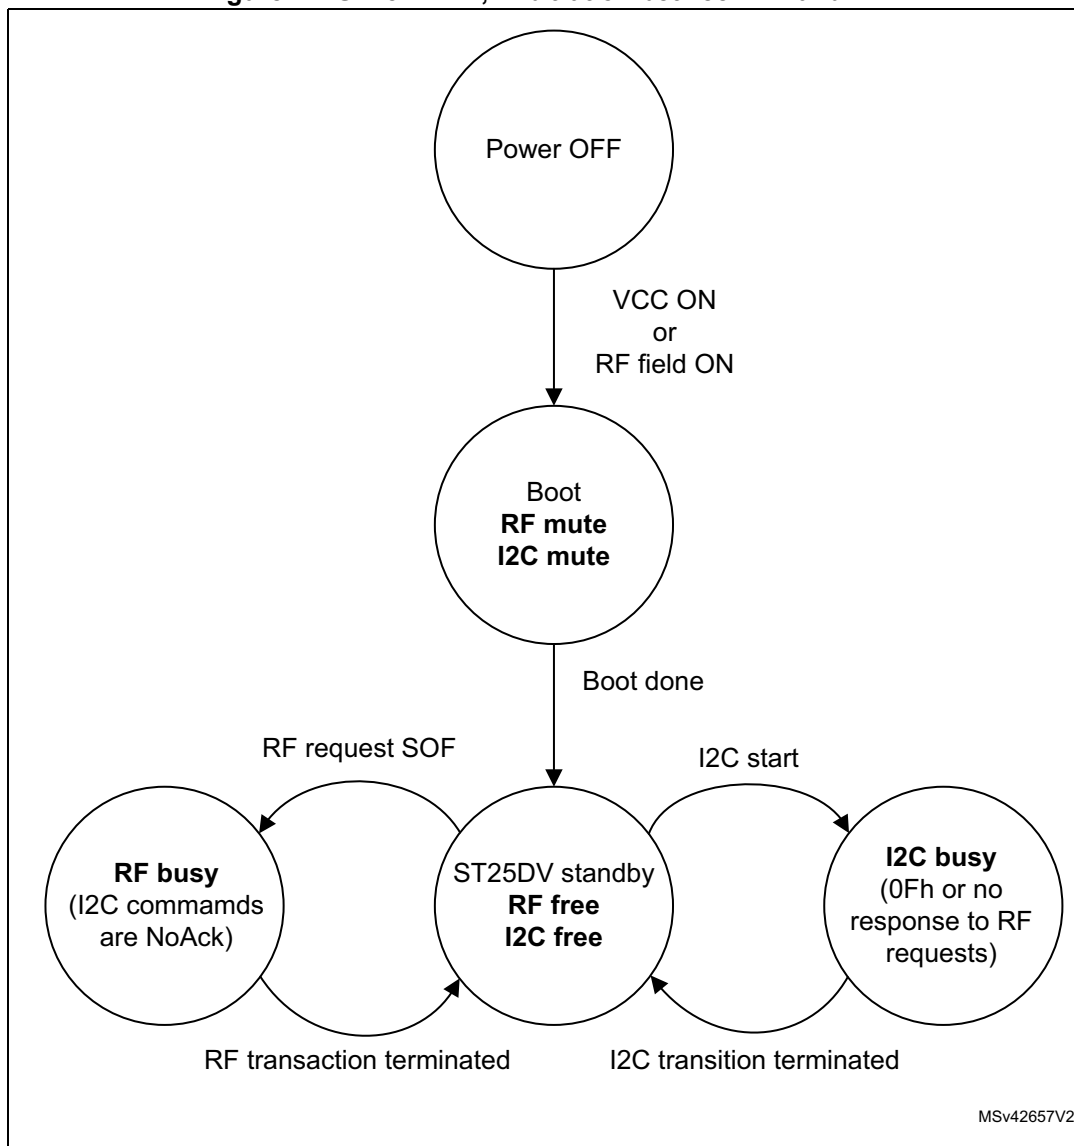 Power OFF
VCC ON
or
RF field ON
Boot
RF mute
I2C mute
Boot done
RF request SOF
I2C start
RF busy
(I2C commamds
are NoAck)
ST25DV standby
RF free
I2C free
I2C busy
(0Fh or no
response to RF
requests)
RF transaction terminated
I2C transition terminated
MSv42657V2